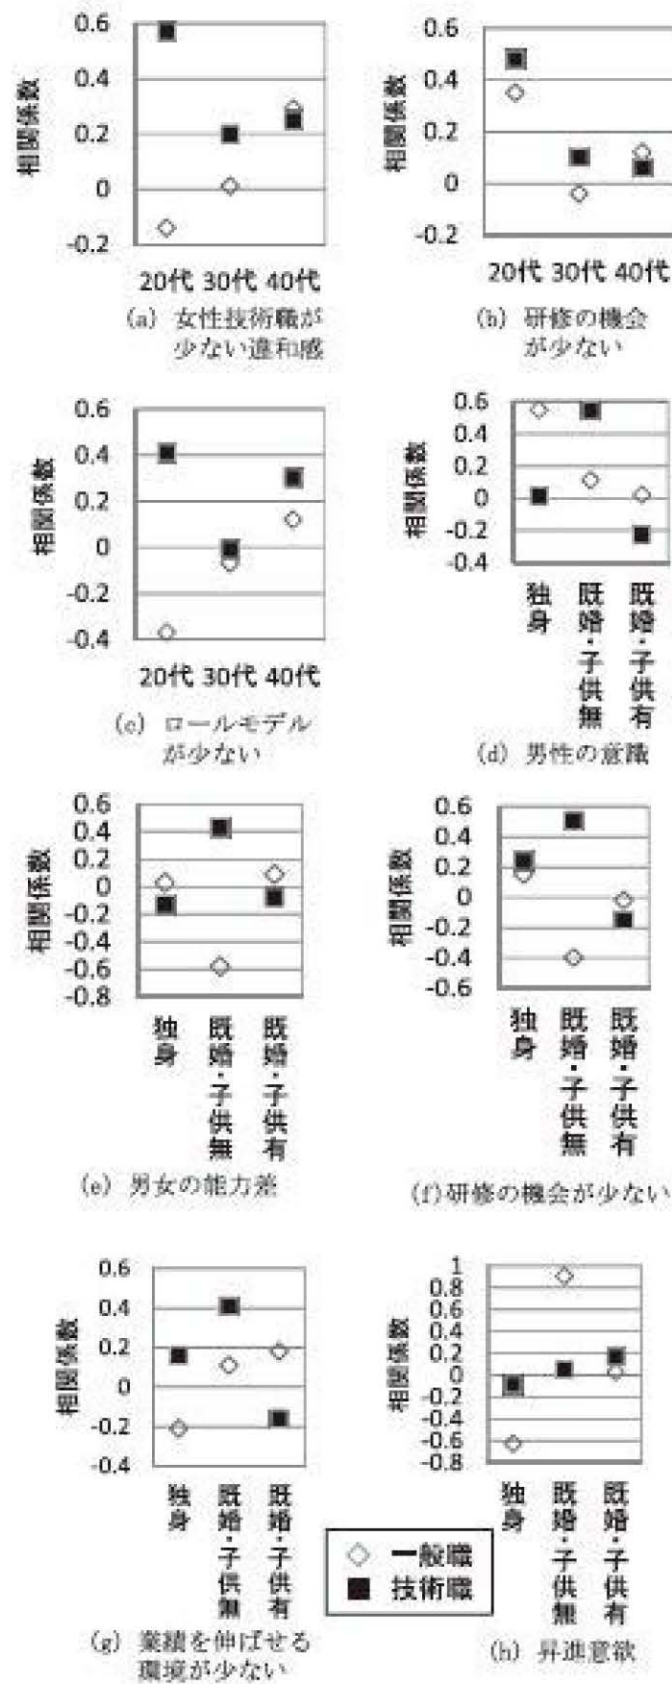 相関係数
0.6
0.4
0.2
0
-0.2
20代 30代 40代
(a) 女性技術職が
少ない違和感
相関係数
0.6
0.4
0.2
0
-0.2
20代 30代 40代
(b) 研修の機会
が少ない
相関係数
0.6
0.4
0.2
0
-0.2
-0.4
20代 30代 40代
(c) ロールモデル
が少ない
相関係数
0.6
0.4
0.2
0
-0.2
-0.4
独身
既婚・子供無
既婚・子供有
(d) 男性の意識
相関係数
0.6
0.4
0.2
0
-0.2
-0.4
-0.6
-0.8
独身
既婚・子供無
既婚・子供有
(e) 男女の能力差
相関係数
0.6
0.4
0.2
0
-0.2
-0.4
-0.6
独身
既婚・子供無
既婚・子供有
(f)研修の機会が少ない
相関係数
0.6
0.4
0.2
0
-0.2
-0.4
独身
既婚・子供無
既婚・子供有
(g) 業績を伸ばせる
環境が少ない
相関係数
1
0.8
0.6
0.4
0.2
0
-0.2
-0.4
-0.6
-0.8
独身
既婚・子供無
既婚・子供有
(h) 昇進意欲
一般職
技術職